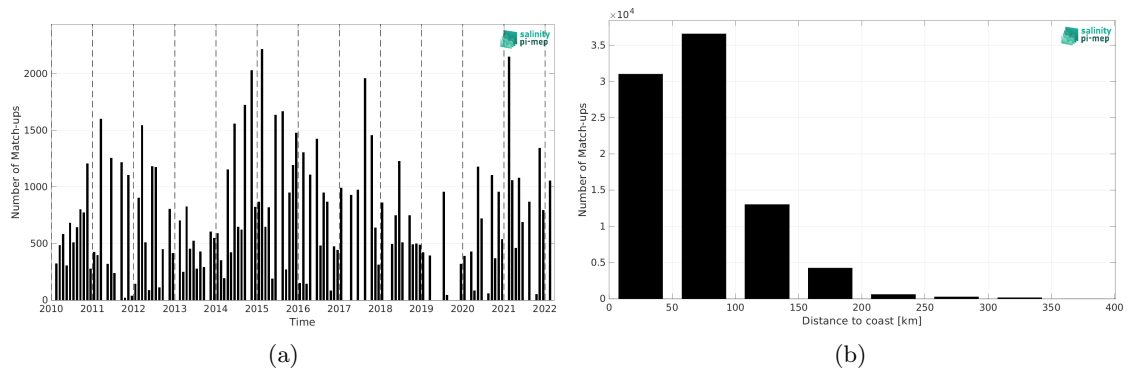 salinity
pi-mep
2000
1500
1000
500
0
Number of Match-ups
2010 2011 2012 2013 2014 2015 2016 2017 2018 2019 2020 2021 2022
Time
(a)
×10⁴
salinity
pi-mep
3.5
3
2.5
2
1.5
1
0.5
0
Number of Match-ups
0 50 100 150 200 250 300 350 400
Distance to coast [km]
(b)